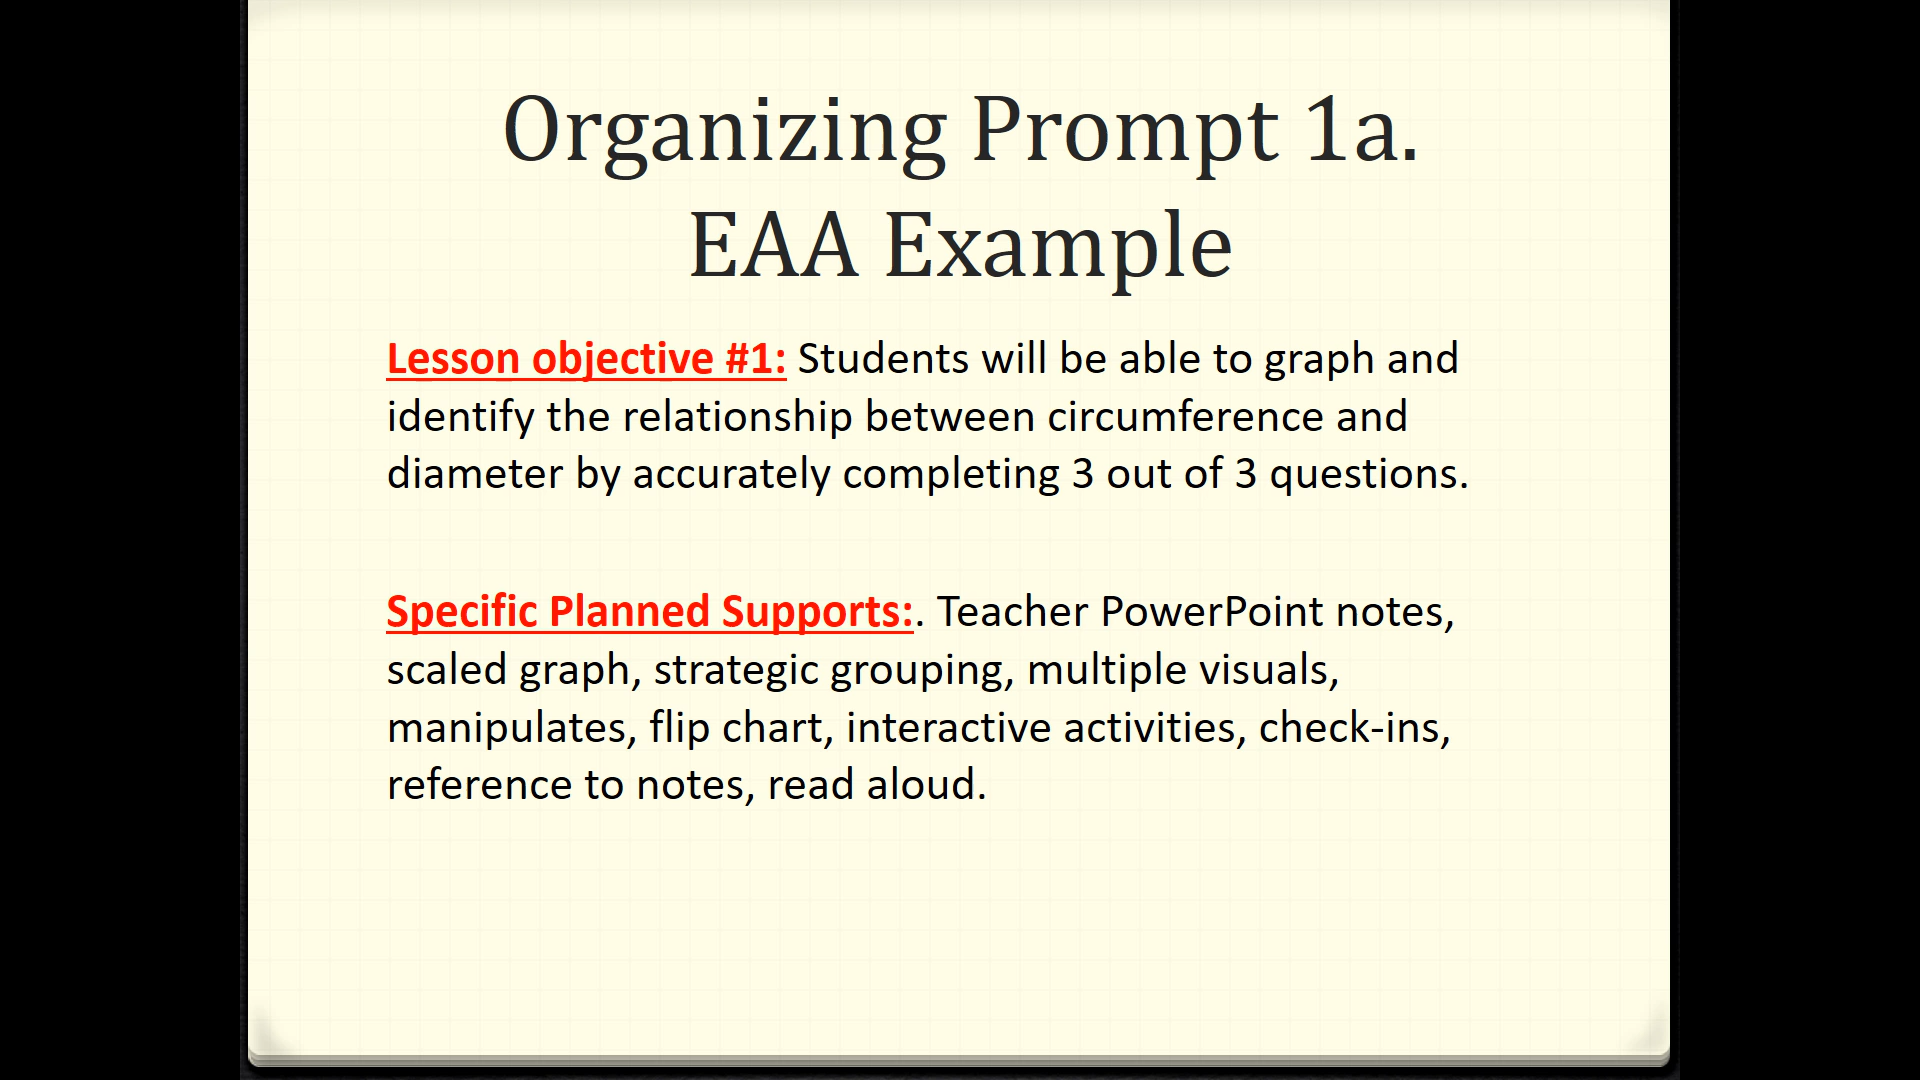 Organizing Prompt 1a.
EAA Example
Lesson objective #1: Students will be able to graph and
identify the relationship between circumference and
diameter by accurately completing 3 out of 3 questions.
Specific Planned Supports:. Teacher PowerPoint notes,
scaled graph, strategic grouping, multiple visuals,
manipulates, flip chart, interactive activities, check-ins,
reference to notes, read aloud.